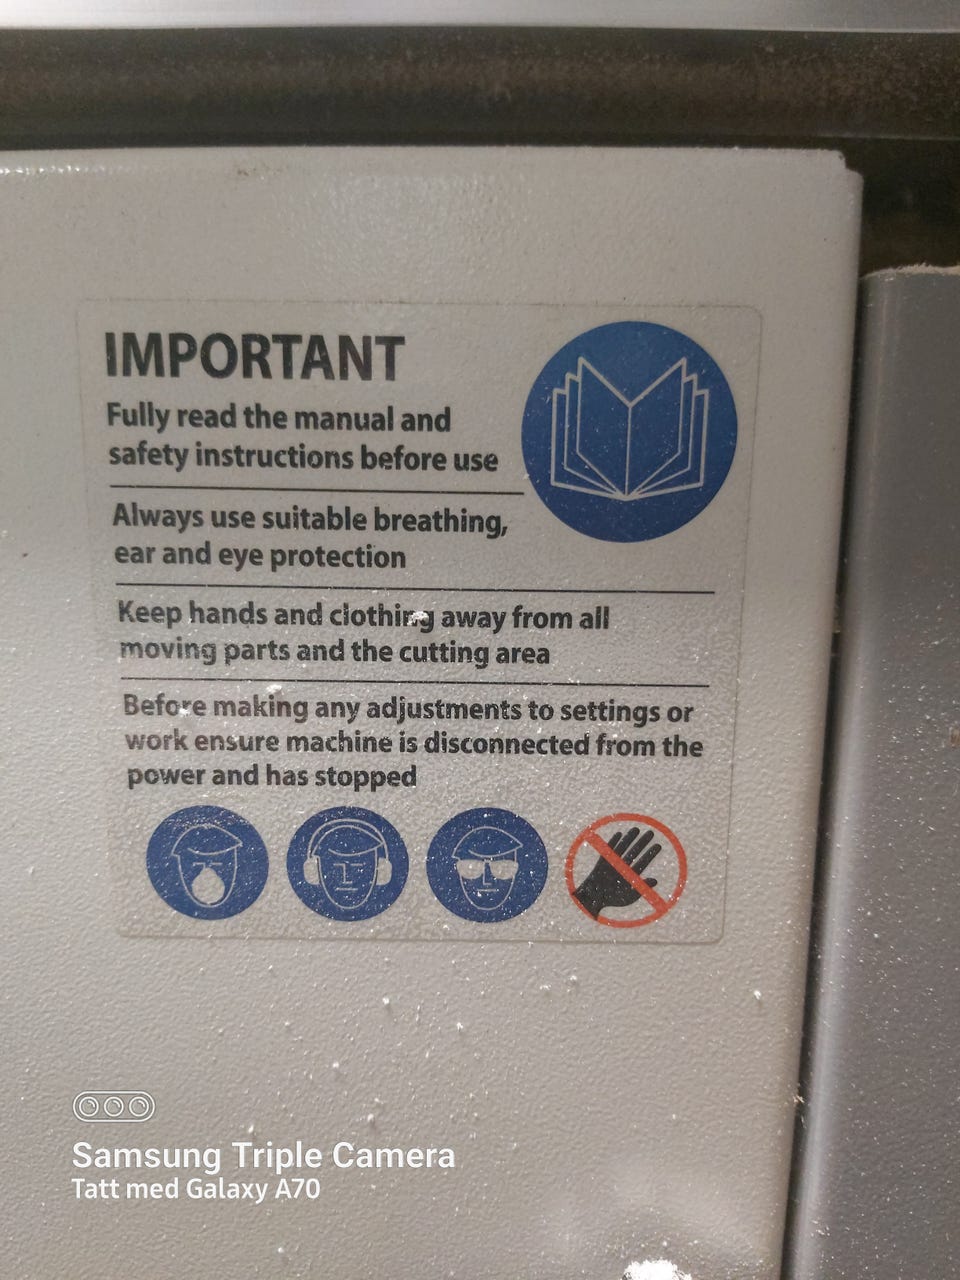 IMPORTANT
Fully read the manual and
safety instructions before use
Always use suitable breathing,
ear and eye protection
Keep hands and clothing away from all
moving parts and the cutting area
Before making any adjustments to settings or
work ensure machine is disconnected from the
power and has stopped
Samsung Triple Camera
Tatt med Galaxy A70